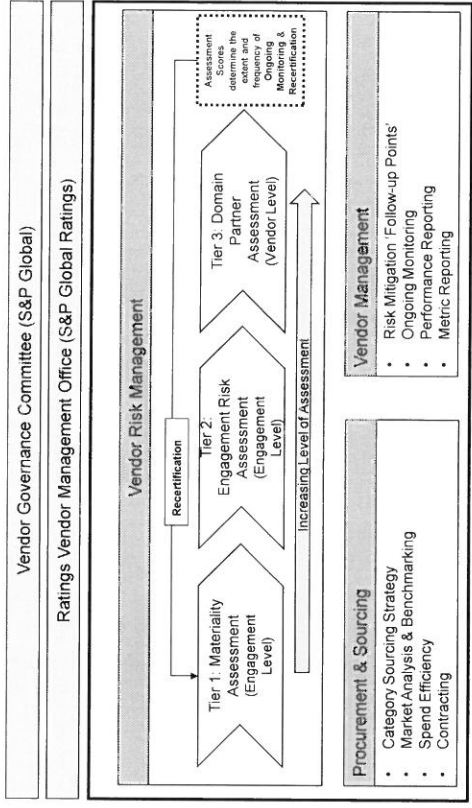 Vendor Governance Committee (S&P Global)
Ratings Vendor Management Office (S&P Global Ratings)
Vendor Risk Management
Recertification
Tier 1: Materiality
Assessment
(Engagement
Level)
Tier 2:
Engagement Risk
Assessment
(Engagement
Level)
Tier 3: Domain
Partner
Assessment
(Vendor Level)
Assessment
Scores
determine the
extent and
frequency of
Ongoing
Monitoring &
Recertification
Increasing Level of Assessment
Procurement & Sourcing
• Category Sourcing Strategy
• Market Analysis & Benchmarking
• Spend Efficiency
• Contracting
Vendor Management
• Risk Mitigation 'Follow-up Points'
• Ongoing Monitoring
• Performance Reporting
• Metric Reporting